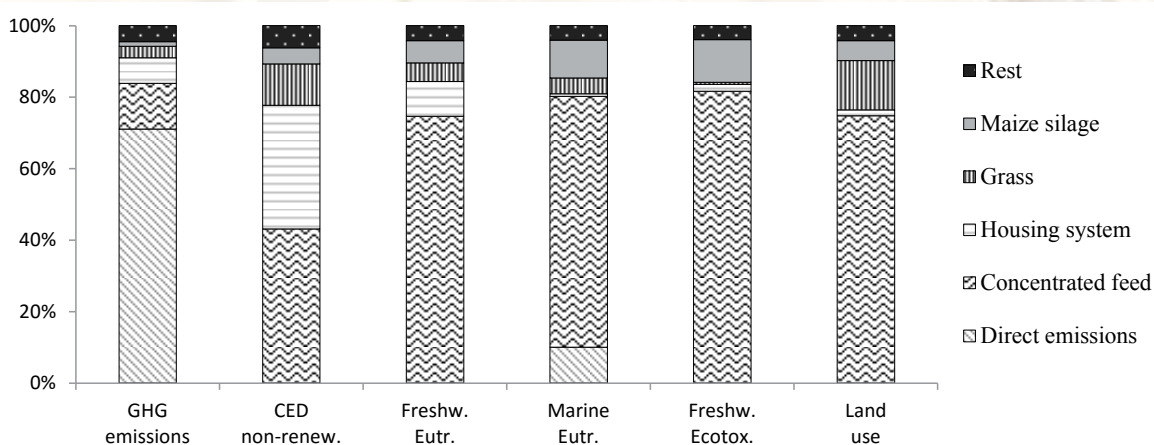 100%
80%
60%
40%
20%
0%
GHG
emissions
CED
non-renew.
Freshw.
Eutr.
Marine
Eutr.
Freshw.
Ecotox.
Land
use
Rest
Maize silage
Grass
Housing system
Concentrated feed
Direct emissions